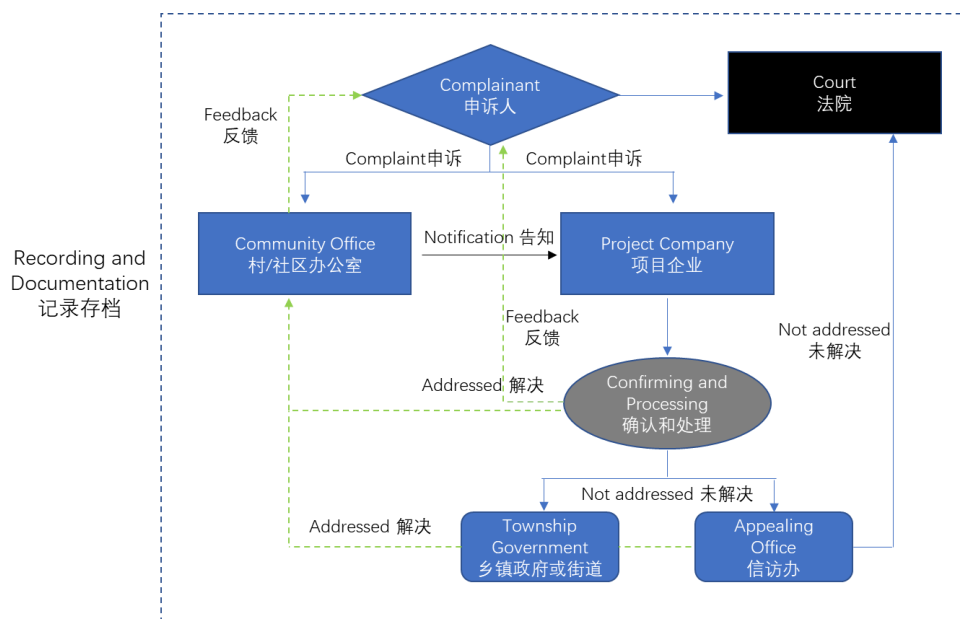 Complainant
申诉人
Court
法院
Feedback
反馈
Complaint申诉
Complaint申诉
Community Office
村/社区办公室
Notification 告知
Project Company
项目企业
Recording and
Documentation
记录存档
Feedback
反馈
Not addressed
未解决
Addressed 解决
Confirming and
Processing
确认和处理
Not addressed 未解决
Addressed 解决
Township
Government
乡镇政府或街道
Appealing
Office
信访办